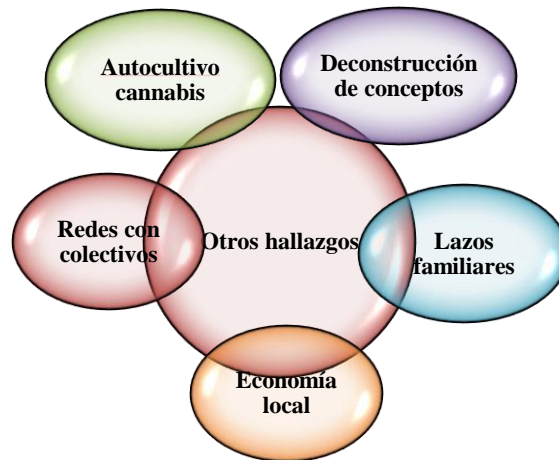 Autocultivo
cannabis
Deconstrucción
de conceptos
Redes con
colectivos
Otros hallazgos
Lazos
familiares
Economía
local